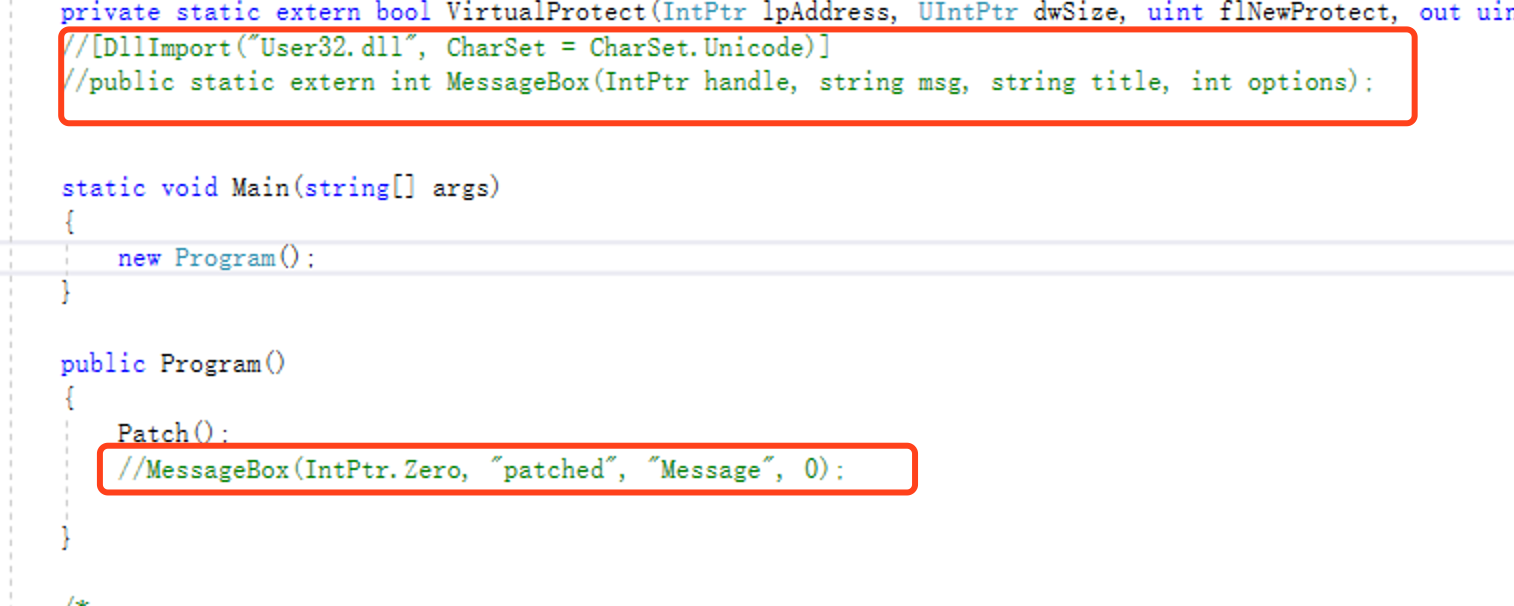 private static extern bool VirtualProtect(IntPtr lpAddress, UIntPtr dwSize, uint flNewProtect, out uin
//[DllImport("User32.dll", CharSet = CharSet.Unicode)]
//public static extern int MessageBox(IntPtr handle, string msg, string title, int options);
static void Main(string[] args)
{
new Program();
}
public Program()
{
Patch();
//MessageBox(IntPtr.Zero, "patched", "Message", 0);
}
/*